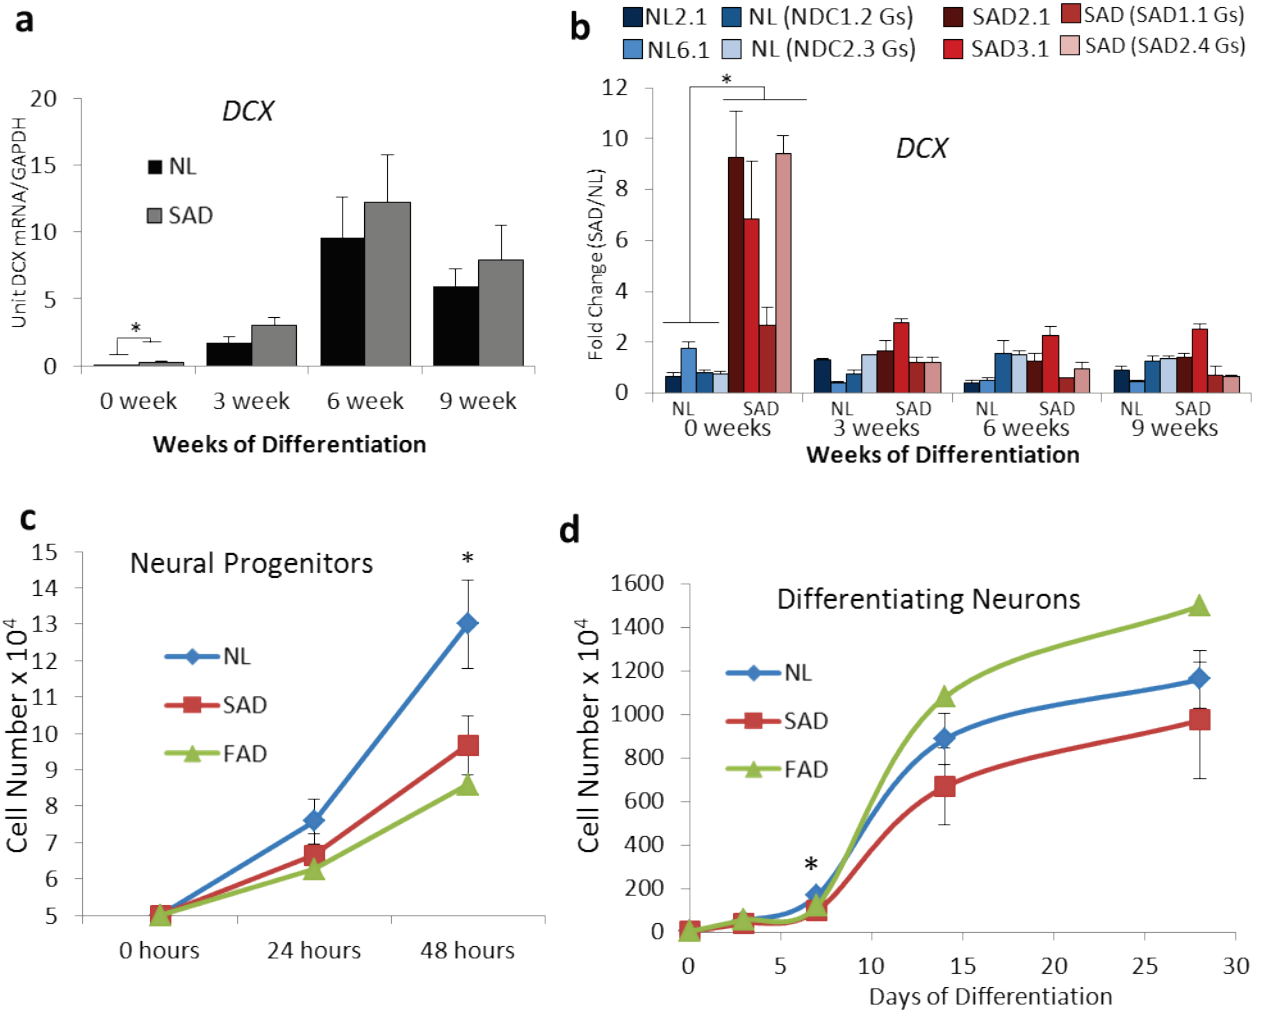 a
DCX
Unit DCX mRNA/GAPDH
20
15
10
5
0
NL
SAD
*
0 week 3 week 6 week 9 week
Weeks of Differentiation
b
NL2.1 NL (NDC1.2 Gs) SAD2.1 SAD (SAD1.1 Gs)
NL6.1 NL (NDC2.3 Gs) SAD3.1 SAD (SAD2.4 Gs)
*
DCX
Fold Change (SAD/NL)
12
10
8
6
4
2
0
NL SAD NL SAD NL SAD NL SAD
0 weeks 3 weeks 6 weeks 9 weeks
Weeks of Differentiation
c
Neural Progenitors
*
Cell Number x 10⁴
15
14
13
12
11
10
9
8
7
6
5
NL
SAD
FAD
0 hours 24 hours 48 hours
d
Differentiating Neurons
Cell Number x 10⁴
1600
1400
1200
1000
800
600
400
200
0
NL
SAD
FAD
*
0 5 10 15 20 25 30
Days of Differentiation